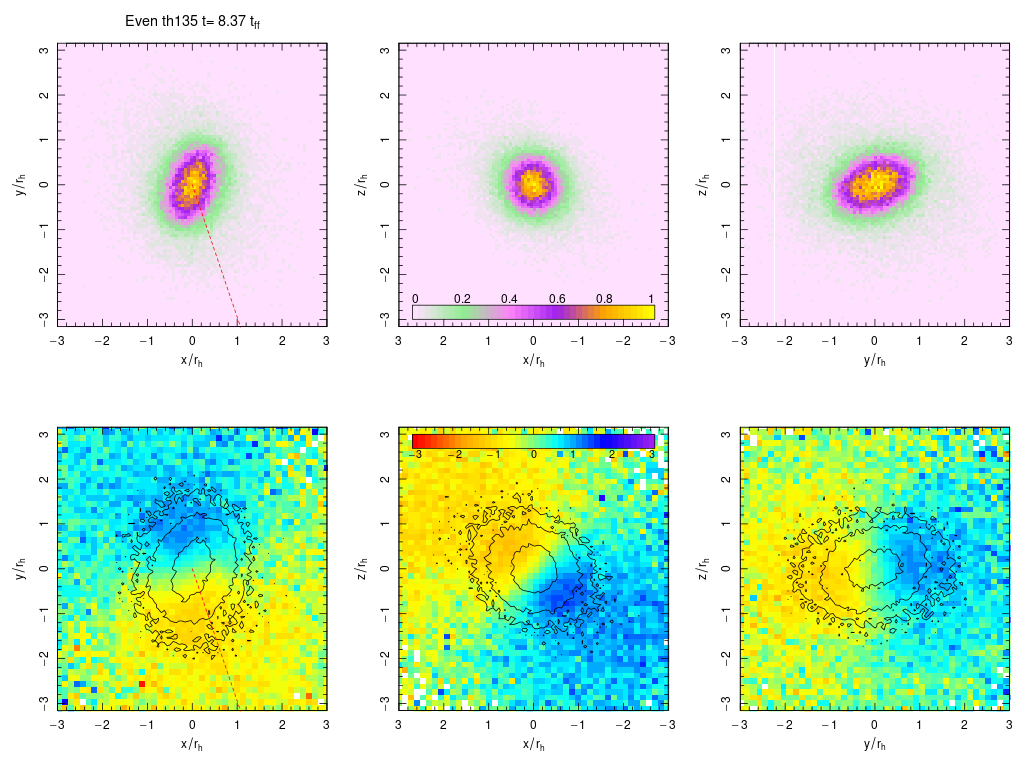 Even th135 t= 8.37 t_ff
3 3 3
2 2 2
1 1 1
y/r_h 0 z/r_h 0 z/r_h 0
−1 −1 −1
−2 −2 −2
0 0.2 0.4 0.6 0.8 1
−3 −3 −3
−3 −2 −1 0 1 2 3 3 2 1 0 −1 −2 −3 −3 −2 −1 0 1 2 3
x/r_h x/r_h y/r_h
3 3 3
−3 −2 −1 0 1 2 3
2 2 2
1 1 1
y/r_h 0 z/r_h 0 z/r_h 0
−1 −1 −1
−2 −2 −2
−3 −3 −3
−3 −2 −1 0 1 2 3 3 2 1 0 −1 −2 −3 −3 −2 −1 0 1 2 3
x/r_h x/r_h y/r_h